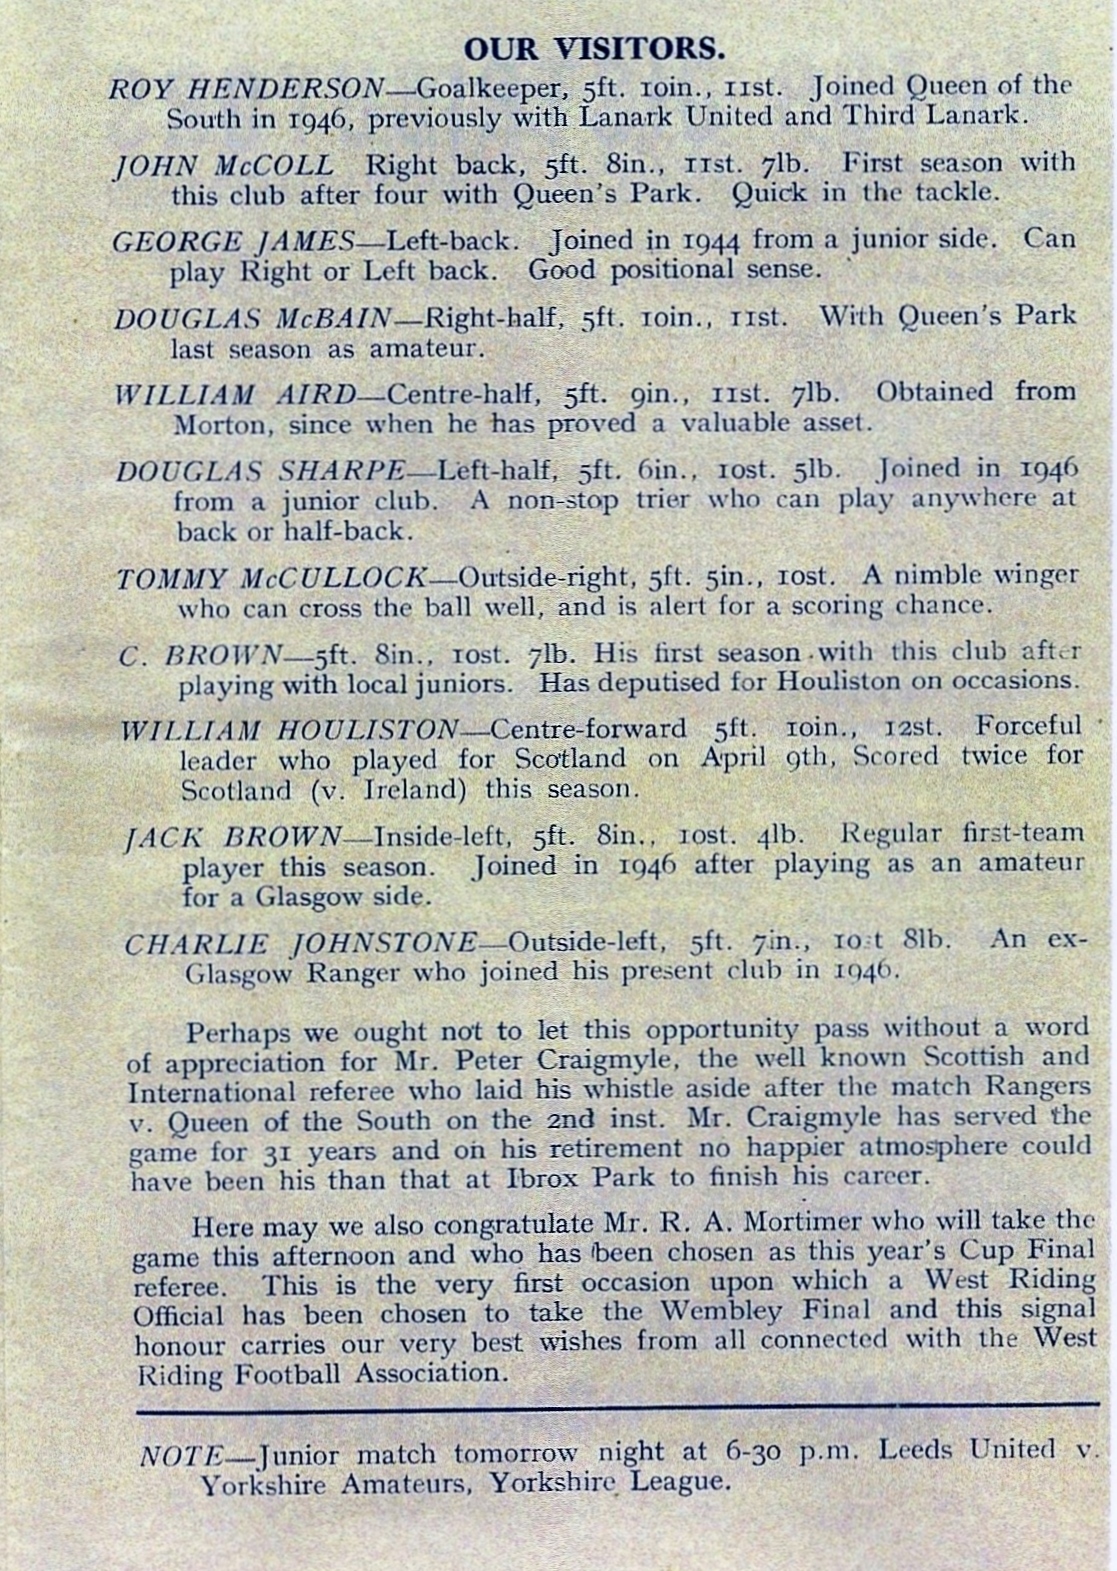 OUR VISITORS.
ROY HENDERSON—Goalkeeper, 5ft. 10in., 11st. Joined Queen of the
South in 1946, previously with Lanark United and Third Lanark.
JOHN McCOLL Right back, 5ft. 8in., 11st. 7lb. First season with
this club after four with Queen's Park. Quick in the tackle.
GEORGE JAMES—Left-back. Joined in 1944 from a junior side. Can
play Right or Left back. Good positional sense.
DOUGLAS McBAIN—Right-half, 5ft. 10in., 11st. With Queen's Park
last season as amateur.
WILLIAM AIRD—Centre-half, 5ft. 9in., 11st. 7lb. Obtained from
Morton, since when he has proved a valuable asset.
DOUGLAS SHARPE—Left-half, 5ft. 6in., 10st. 5lb. Joined in 1946
from a junior club. A non-stop trier who can play anywhere at
back or half-back.
TOMMY McCULLOCK—Outside-right, 5ft. 5in., 10st. A nimble winger
who can cross the ball well, and is alert for a scoring chance.
C. BROWN—5ft. 8in., 10st. 7lb. His first season with this club after
playing with local juniors. Has deputised for Houliston on occasions.
WILLIAM HOULISTON—Centre-forward 5ft. 10in., 12st. Forceful
leader who played for Scotland on April 9th, Scored twice for
Scotland (v. Ireland) this season.
JACK BROWN—Inside-left, 5ft. 8in., 10st. 4lb. Regular first-team
player this season. Joined in 1946 after playing as an amateur
for a Glasgow side.
CHARLIE JOHNSTONE—Outside-left, 5ft. 7in., 10st 8lb. An ex-
Glasgow Ranger who joined his present club in 1946.
Perhaps we ought not to let this opportunity pass without a word
of appreciation for Mr. Peter Craigmyle, the well known Scottish and
International referee who laid his whistle aside after the match Rangers
v. Queen of the South on the 2nd inst. Mr. Craigmyle has served the
game for 31 years and on his retirement no happier atmosphere could
have been his than that at Ibrox Park to finish his career.
Here may we also congratulate Mr. R. A. Mortimer who will take the
game this afternoon and who has been chosen as this year's Cup Final
referee. This is the very first occasion upon which a West Riding
Official has been chosen to take the Wembley Final and this signal
honour carries our very best wishes from all connected with the West
Riding Football Association.
NOTE—Junior match tomorrow night at 6-30 p.m. Leeds United v.
Yorkshire Amateurs, Yorkshire League.